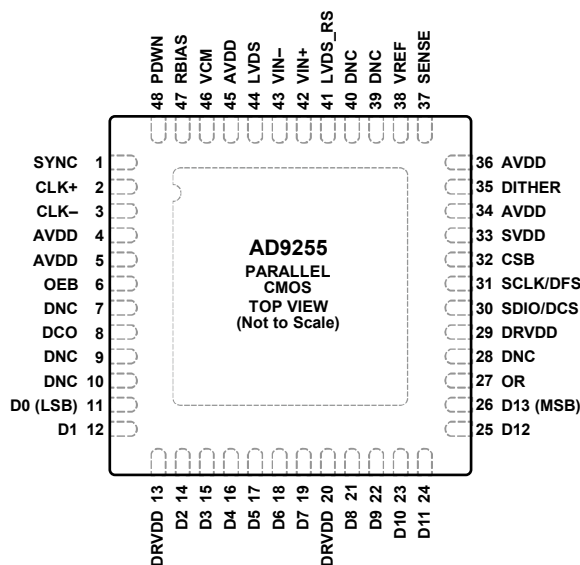 48 PDWN
47 RBIAS
46 VCM
45 AVDD
44 LVDS
43 VIN–
42 VIN+
41 LVDS_RS
40 DNC
39 DNC
38 VREF
37 SENSE
SYNC 1
CLK+ 2
CLK– 3
AVDD 4
AVDD 5
OEB 6
DNC 7
DCO 8
DNC 9
DNC 10
D0 (LSB) 11
D1 12
AD9255
PARALLEL
CMOS
TOP VIEW
(Not to Scale)
36 AVDD
35 DITHER
34 AVDD
33 SVDD
32 CSB
31 SCLK/DFS
30 SDIO/DCS
29 DRVDD
28 DNC
27 OR
26 D13 (MSB)
25 D12
DRVDD 13
D2 14
D3 15
D4 16
D5 17
D6 18
D7 19
DRVDD 20
D8 21
D9 22
D10 23
D11 24